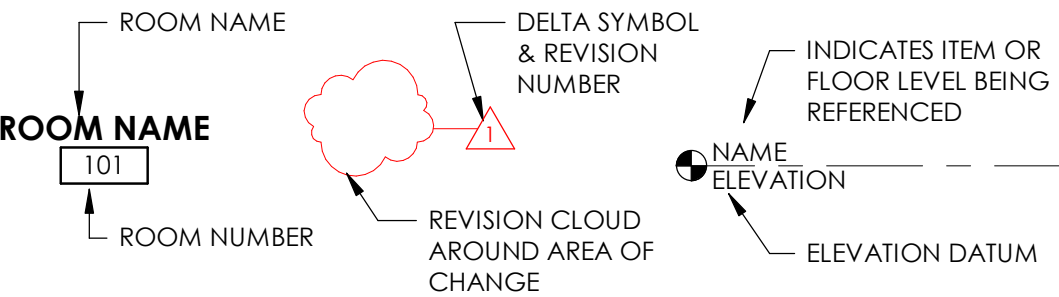 ROOM NAME
ROOM NAME
101
ROOM NUMBER
DELTA SYMBOL
& REVISION
NUMBER
1
REVISION CLOUD
AROUND AREA OF
CHANGE
INDICATES ITEM OR
FLOOR LEVEL BEING
REFERENCED
NAME
ELEVATION
ELEVATION DATUM